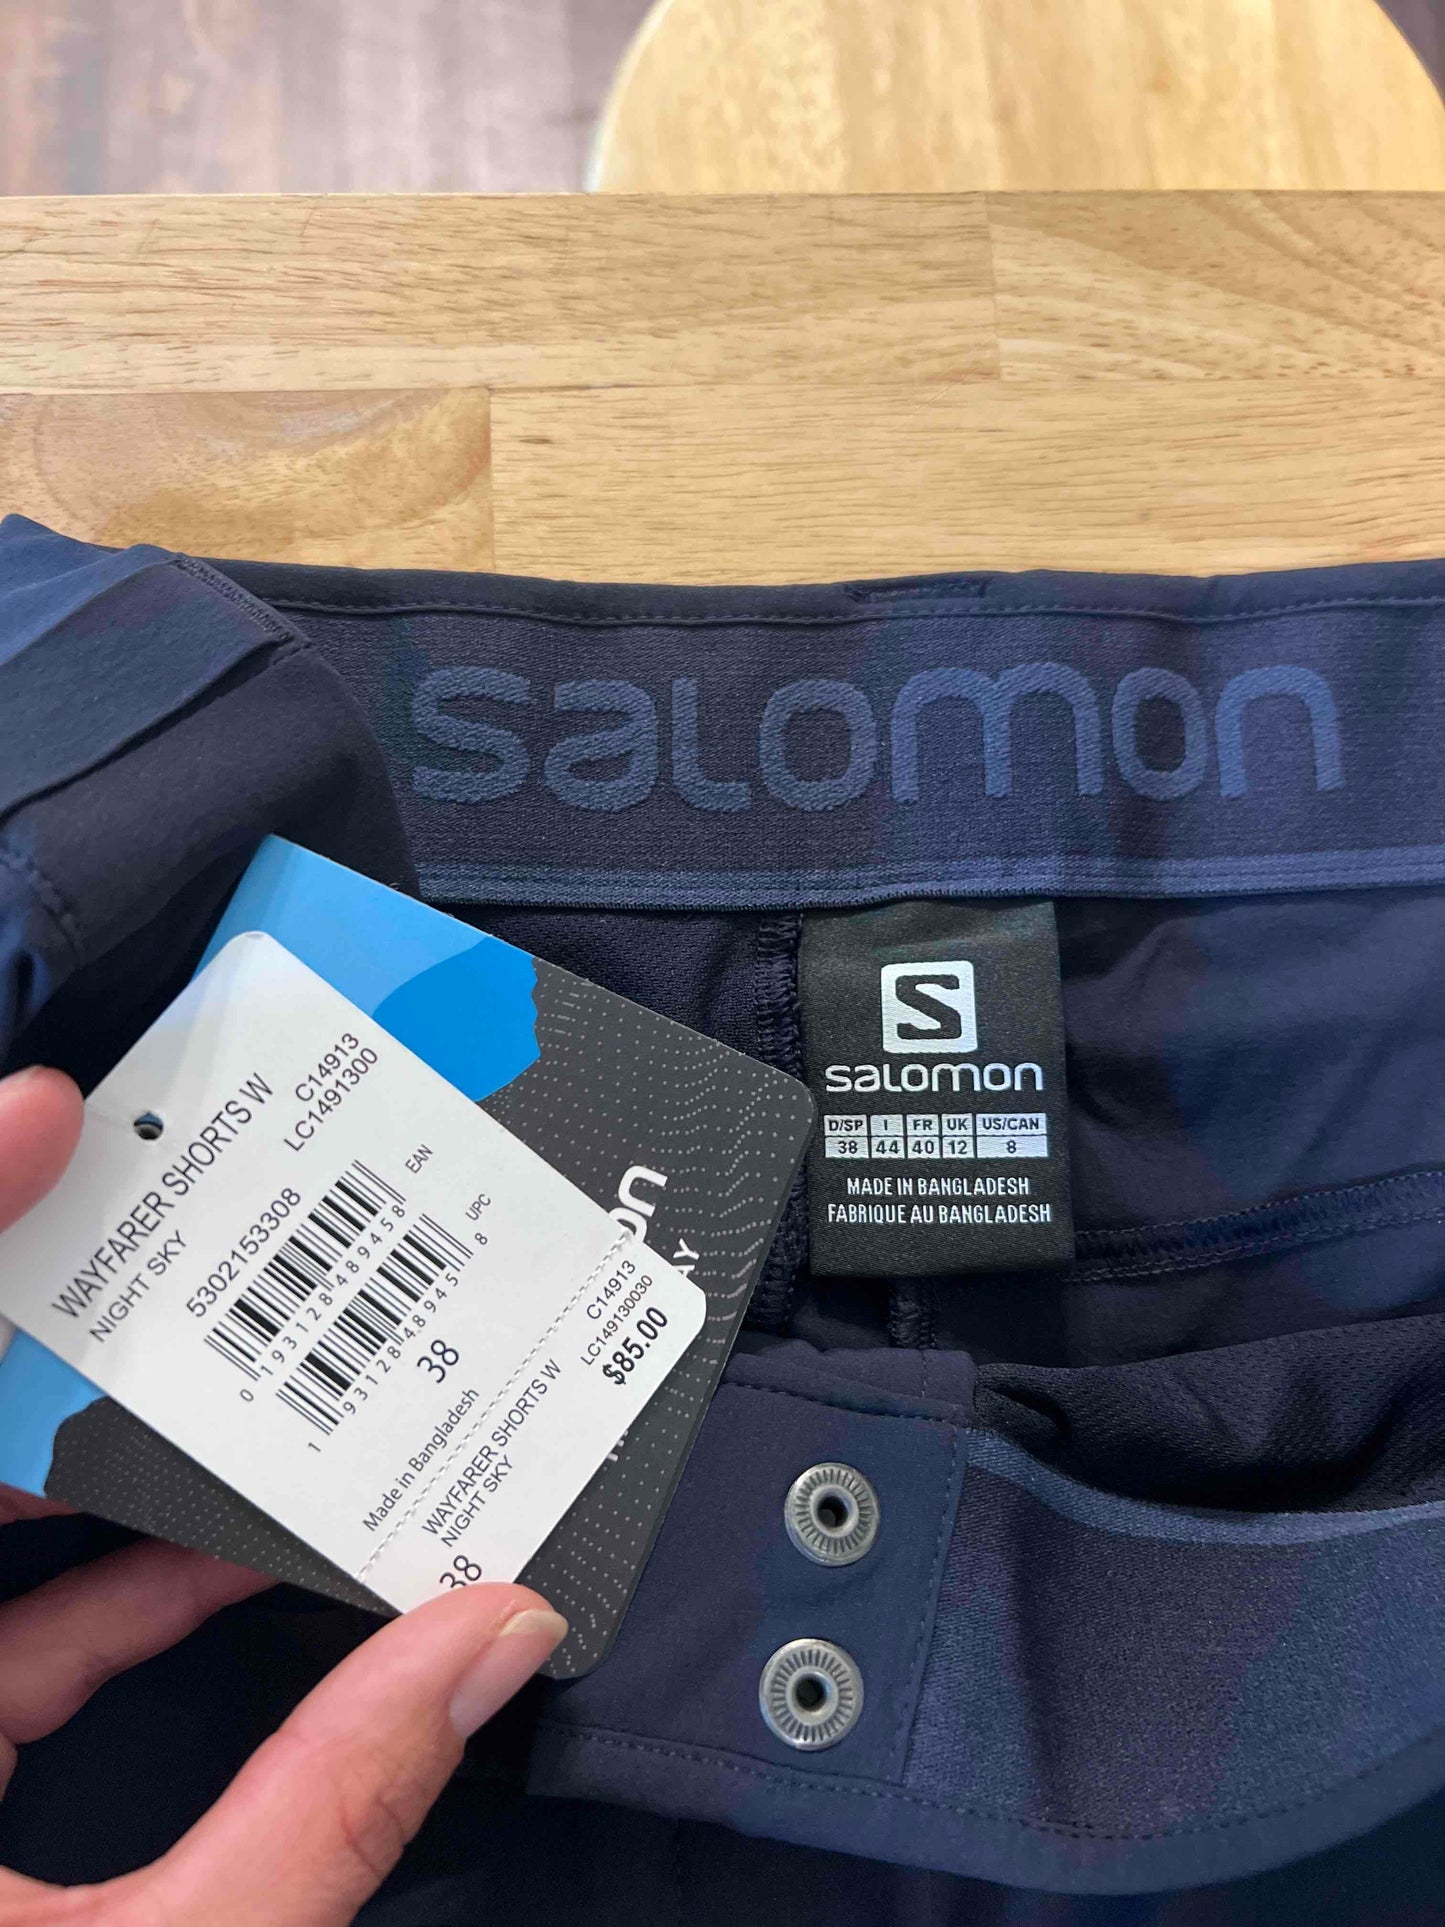 salomon
WAYFARER SHORTS W
NIGHT SKY
C14913
LC1491300
5302153308
EAN
0 193128 489458
UPC
1 93128 48945 8
38
Made in Bangladesh
WAYFARER SHORTS W
NIGHT SKY
C14913
LC149130030
$85.00
38
on
AY
S
salomon
D/SP I FR UK US/CAN
38 44 40 12 8
MADE IN BANGLADESH
FABRIQUE AU BANGLADESH